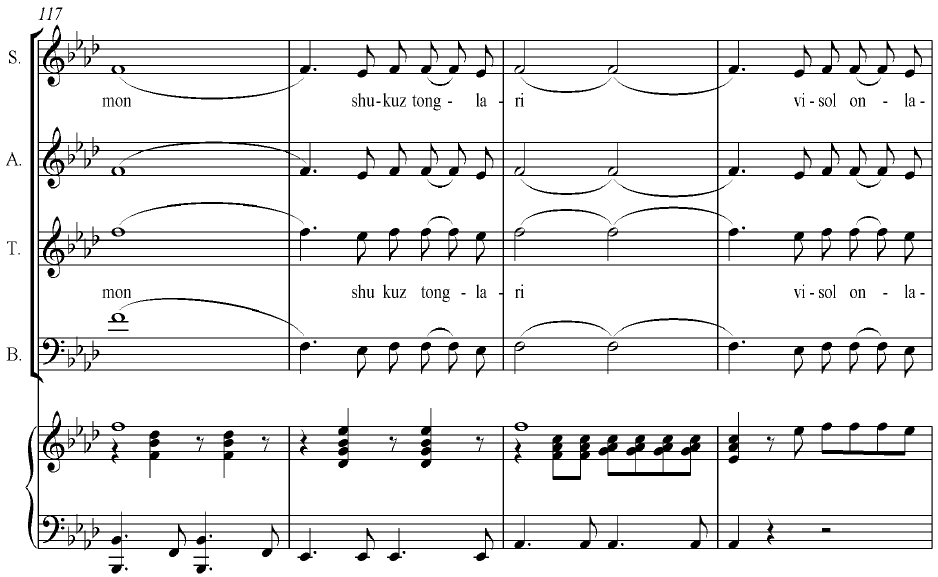 117
S.
mon shu-kuz tong - la - ri vi - sol on - la-
A.
T.
mon shu kuz tong - la - ri vi - sol on - la-
B.